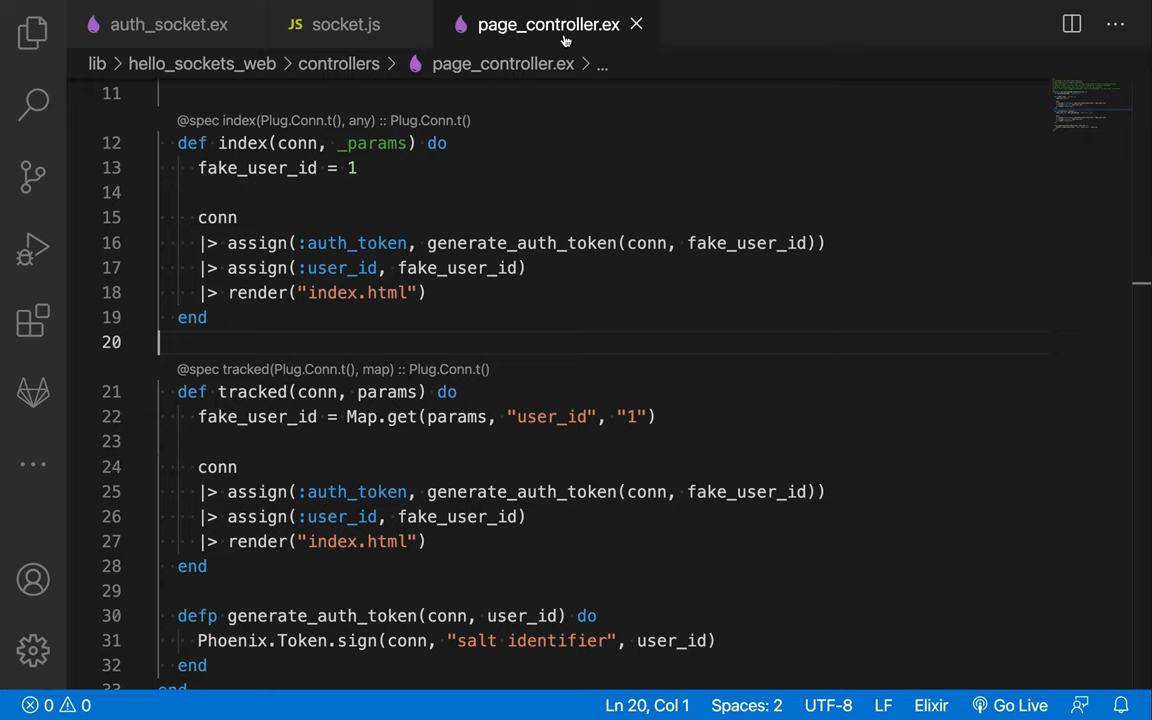 auth_socket.ex JS socket.js page_controller.ex
lib > hello_sockets_web > controllers > page_controller.ex > ...
11
@spec index(Plug.Conn.t(), any) :: Plug.Conn.t()
12 def index(conn, _params) do
13 fake_user_id = 1
14
15 conn
16 |> assign(:auth_token, generate_auth_token(conn, fake_user_id))
17 |> assign(:user_id, fake_user_id)
18 |> render("index.html")
19 end
20
@spec tracked(Plug.Conn.t(), map) :: Plug.Conn.t()
21 def tracked(conn, params) do
22 fake_user_id = Map.get(params, "user_id", "1")
23
24 conn
25 |> assign(:auth_token, generate_auth_token(conn, fake_user_id))
26 |> assign(:user_id, fake_user_id)
27 |> render("index.html")
28 end
29
30 defp generate_auth_token(conn, user_id) do
31 Phoenix.Token.sign(conn, "salt identifier", user_id)
32 end
33 end
0 0 Ln 20, Col 1 Spaces: 2 UTF-8 LF Elixir Go Live